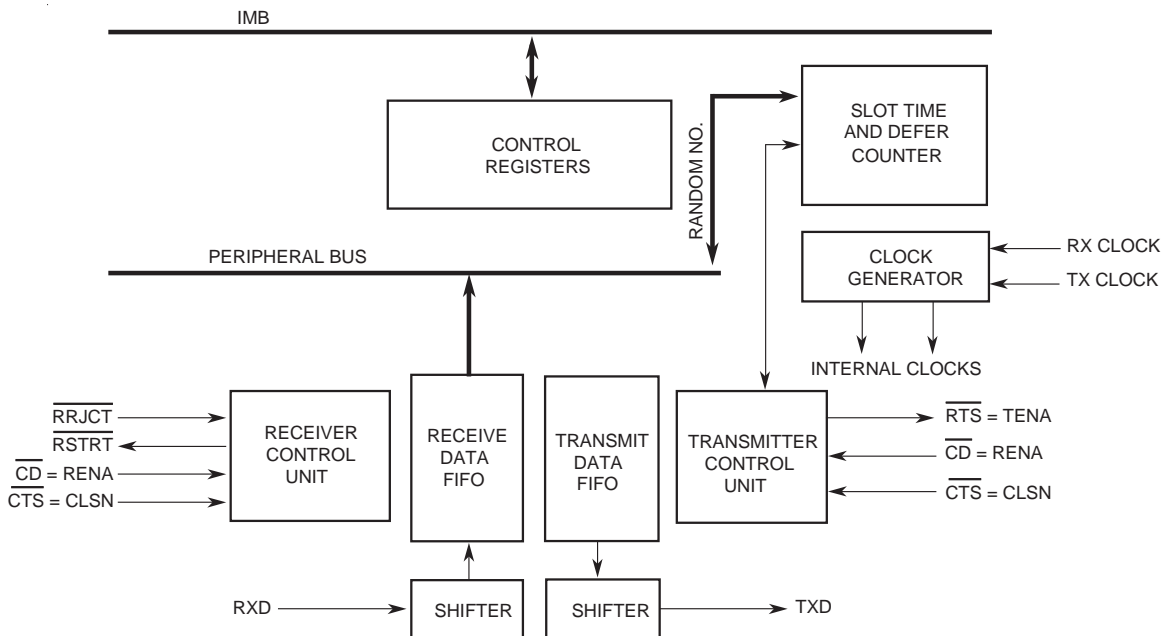 IMB
SLOT TIME
AND DEFER
COUNTER
CONTROL
REGISTERS
RANDOM NO.
PERIPHERAL BUS
CLOCK
GENERATOR
RX CLOCK
TX CLOCK
INTERNAL CLOCKS
RRJCT
RSTRT
CD = RENA
CTS = CLSN
RECEIVER
CONTROL
UNIT
RECEIVE
DATA
FIFO
TRANSMIT
DATA
FIFO
TRANSMITTER
CONTROL
UNIT
RTS = TENA
CD = RENA
CTS = CLSN
RXD
SHIFTER
SHIFTER
TXD